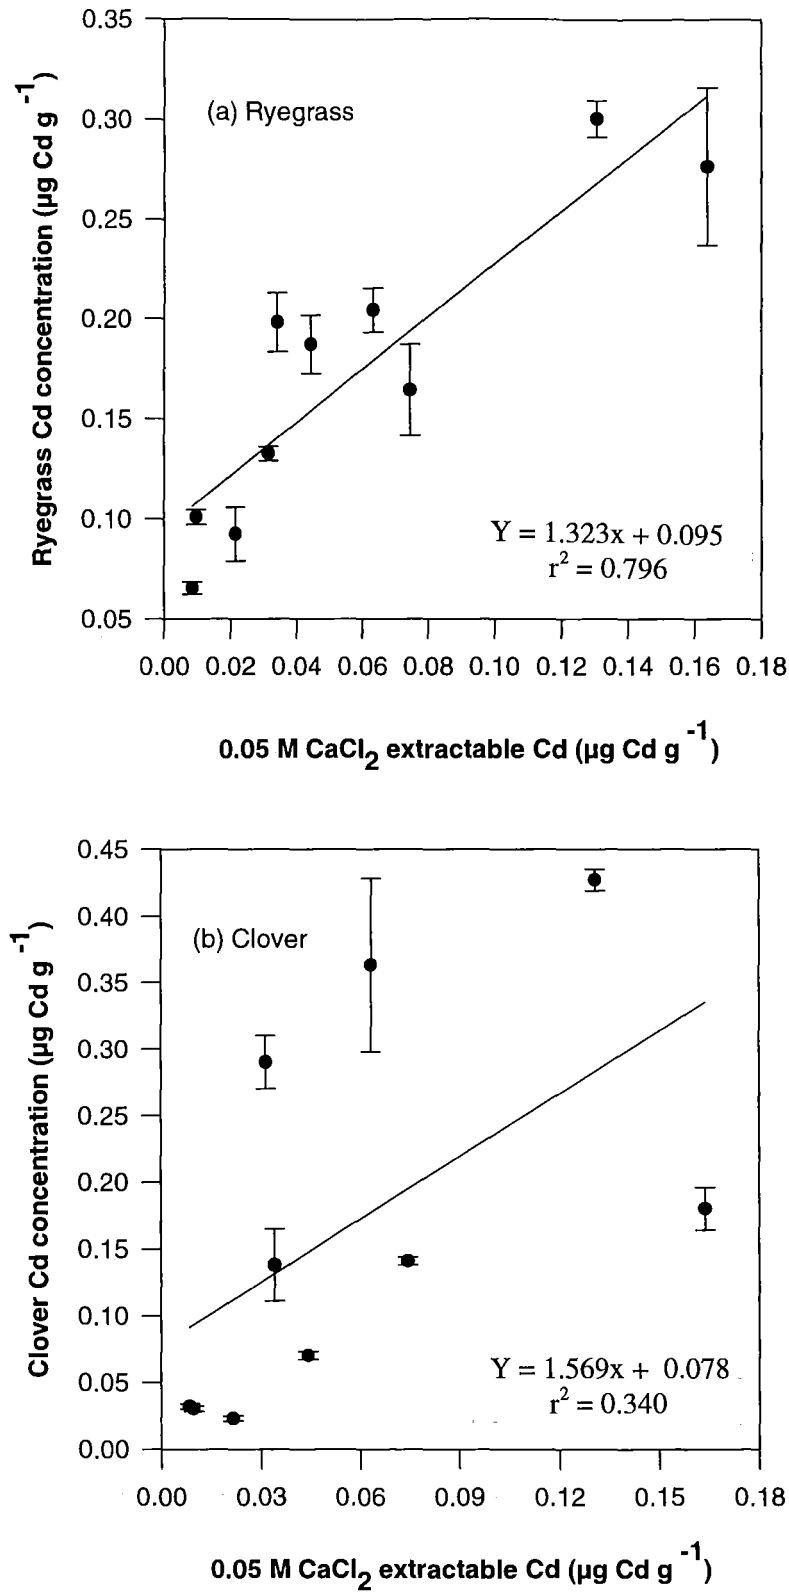 0.35
(a) Ryegrass
0.30
0.25
0.20
0.15
0.10
0.05
Ryegrass Cd concentration (µg Cd g -1)
Y = 1.323x + 0.095
r2 = 0.796
0.00 0.02 0.04 0.06 0.08 0.10 0.12 0.14 0.16 0.18
0.05 M CaCl2 extractable Cd (µg Cd g -1)
0.45
0.40
(b) Clover
0.35
0.30
0.25
0.20
0.15
0.10
0.05
0.00
Clover Cd concentration (µg Cd g -1)
Y = 1.569x + 0.078
r2 = 0.340
0.00 0.03 0.06 0.09 0.12 0.15 0.18
0.05 M CaCl2 extractable Cd (µg Cd g -1)